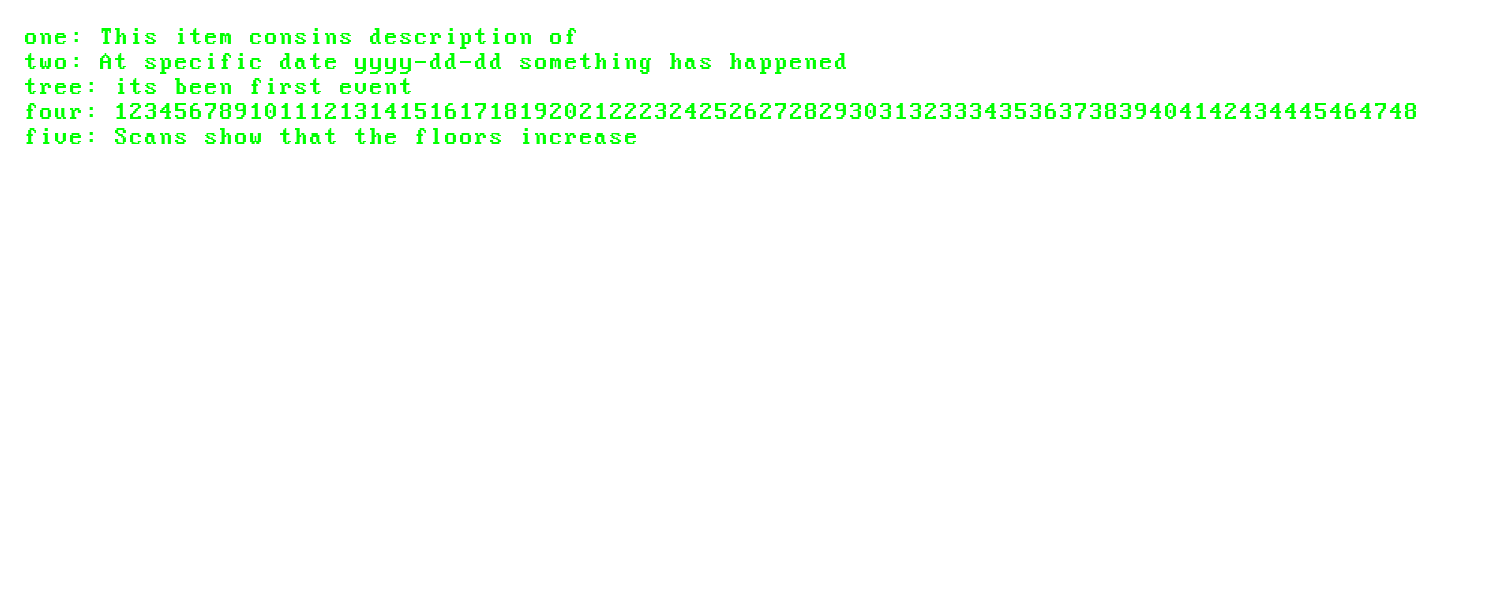 one: This item consins description of
two: At specific date yyyy-dd-dd something has happened
tree: its been first event
four: 123456789101112131415161718192021222324252627282930313233343536373839404142434445464748
five: Scans show that the floors increase